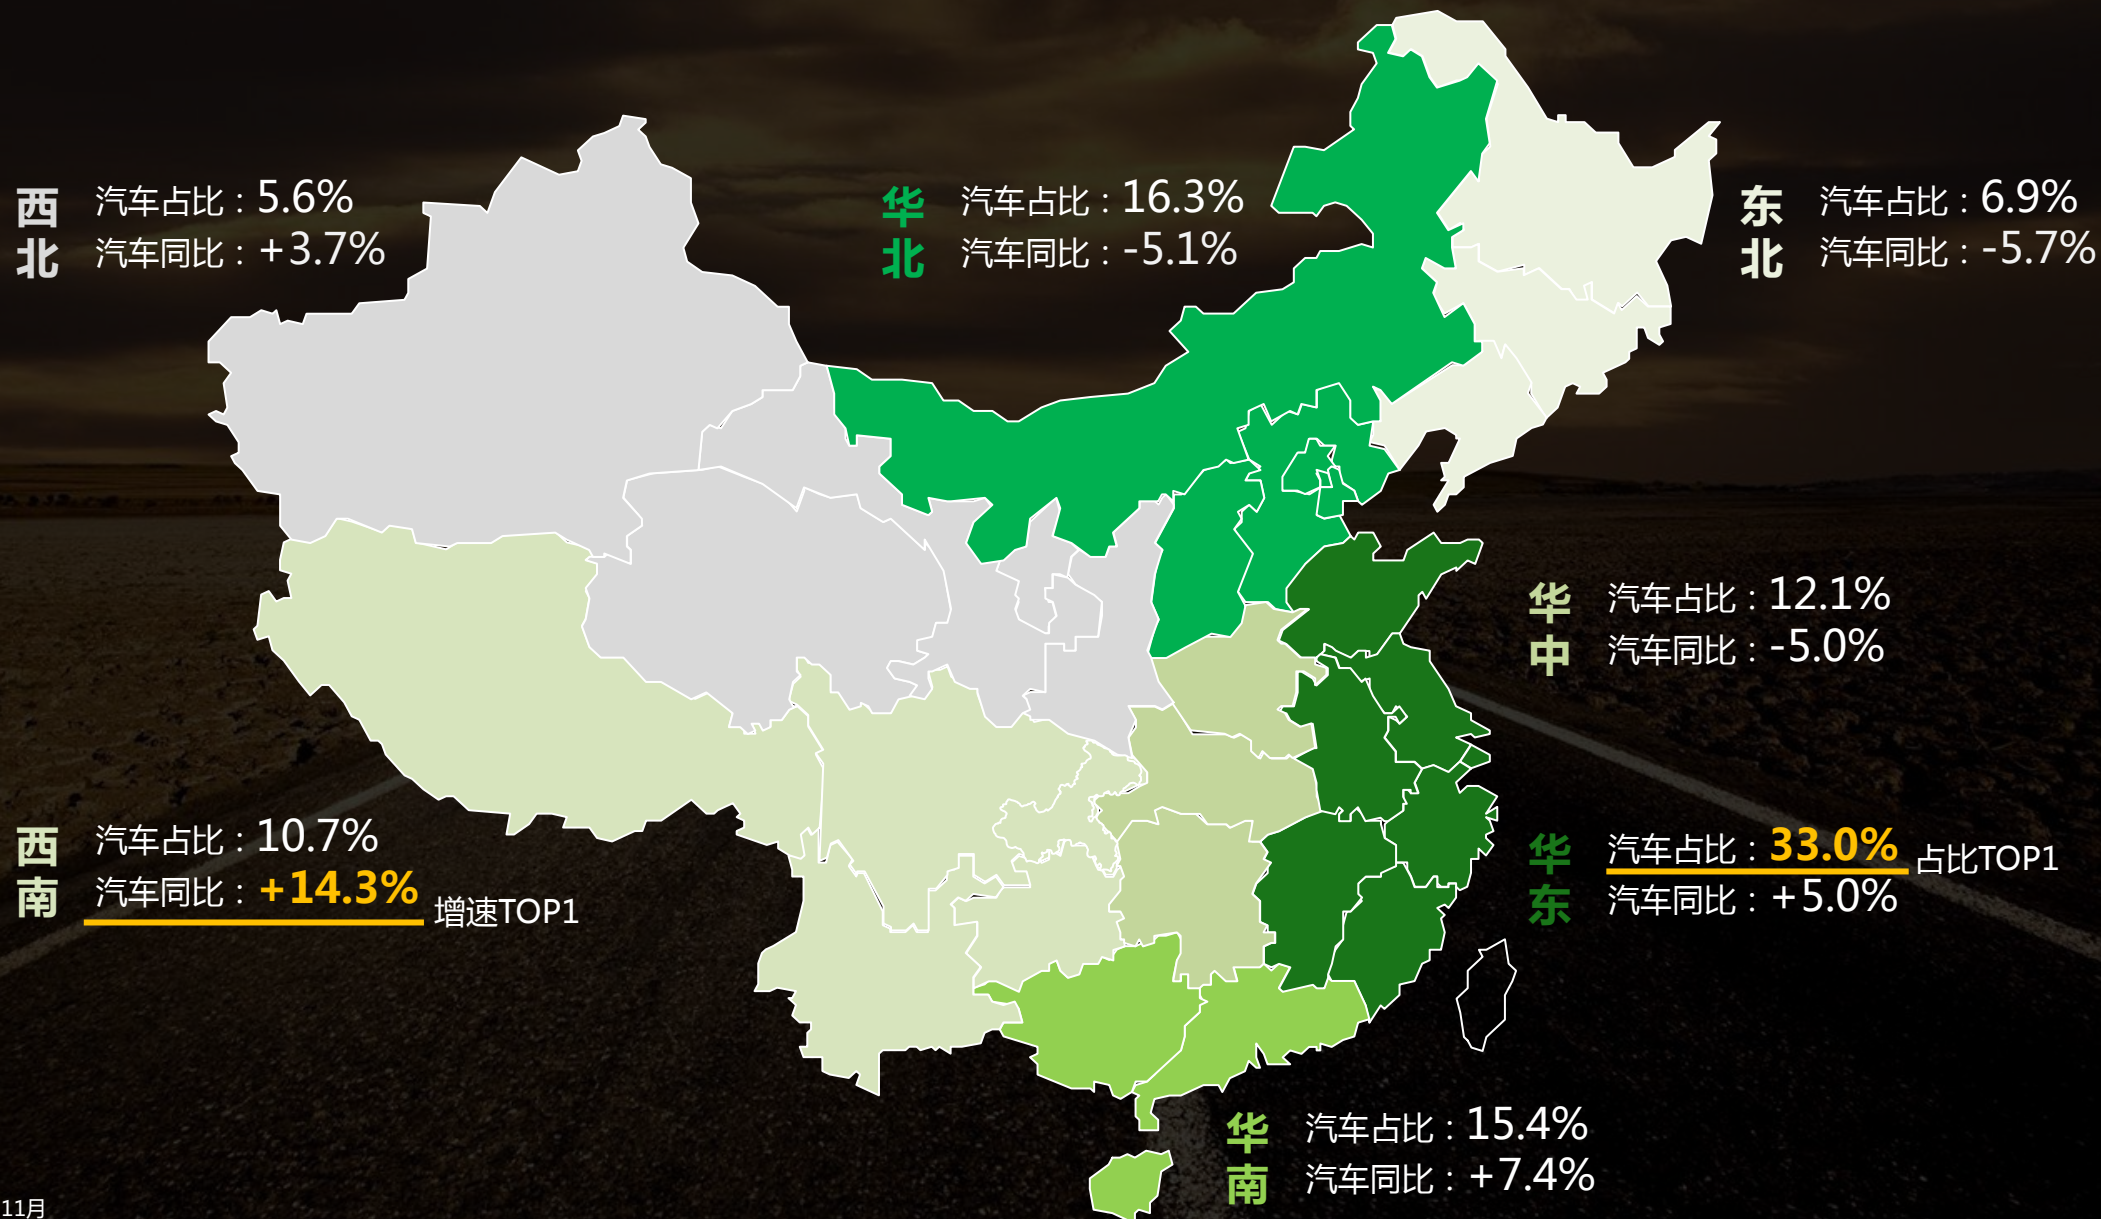 西北
汽车占比：5.6%
汽车同比：+3.7%
华北
汽车占比：16.3%
汽车同比：-5.1%
东北
汽车占比：6.9%
汽车同比：-5.7%
华中
汽车占比：12.1%
汽车同比：-5.0%
西南
汽车占比：10.7%
汽车同比：+14.3% 增速TOP1
华东
汽车占比：33.0% 占比TOP1
汽车同比：+5.0%
华南
汽车占比：15.4%
汽车同比：+7.4%
11月